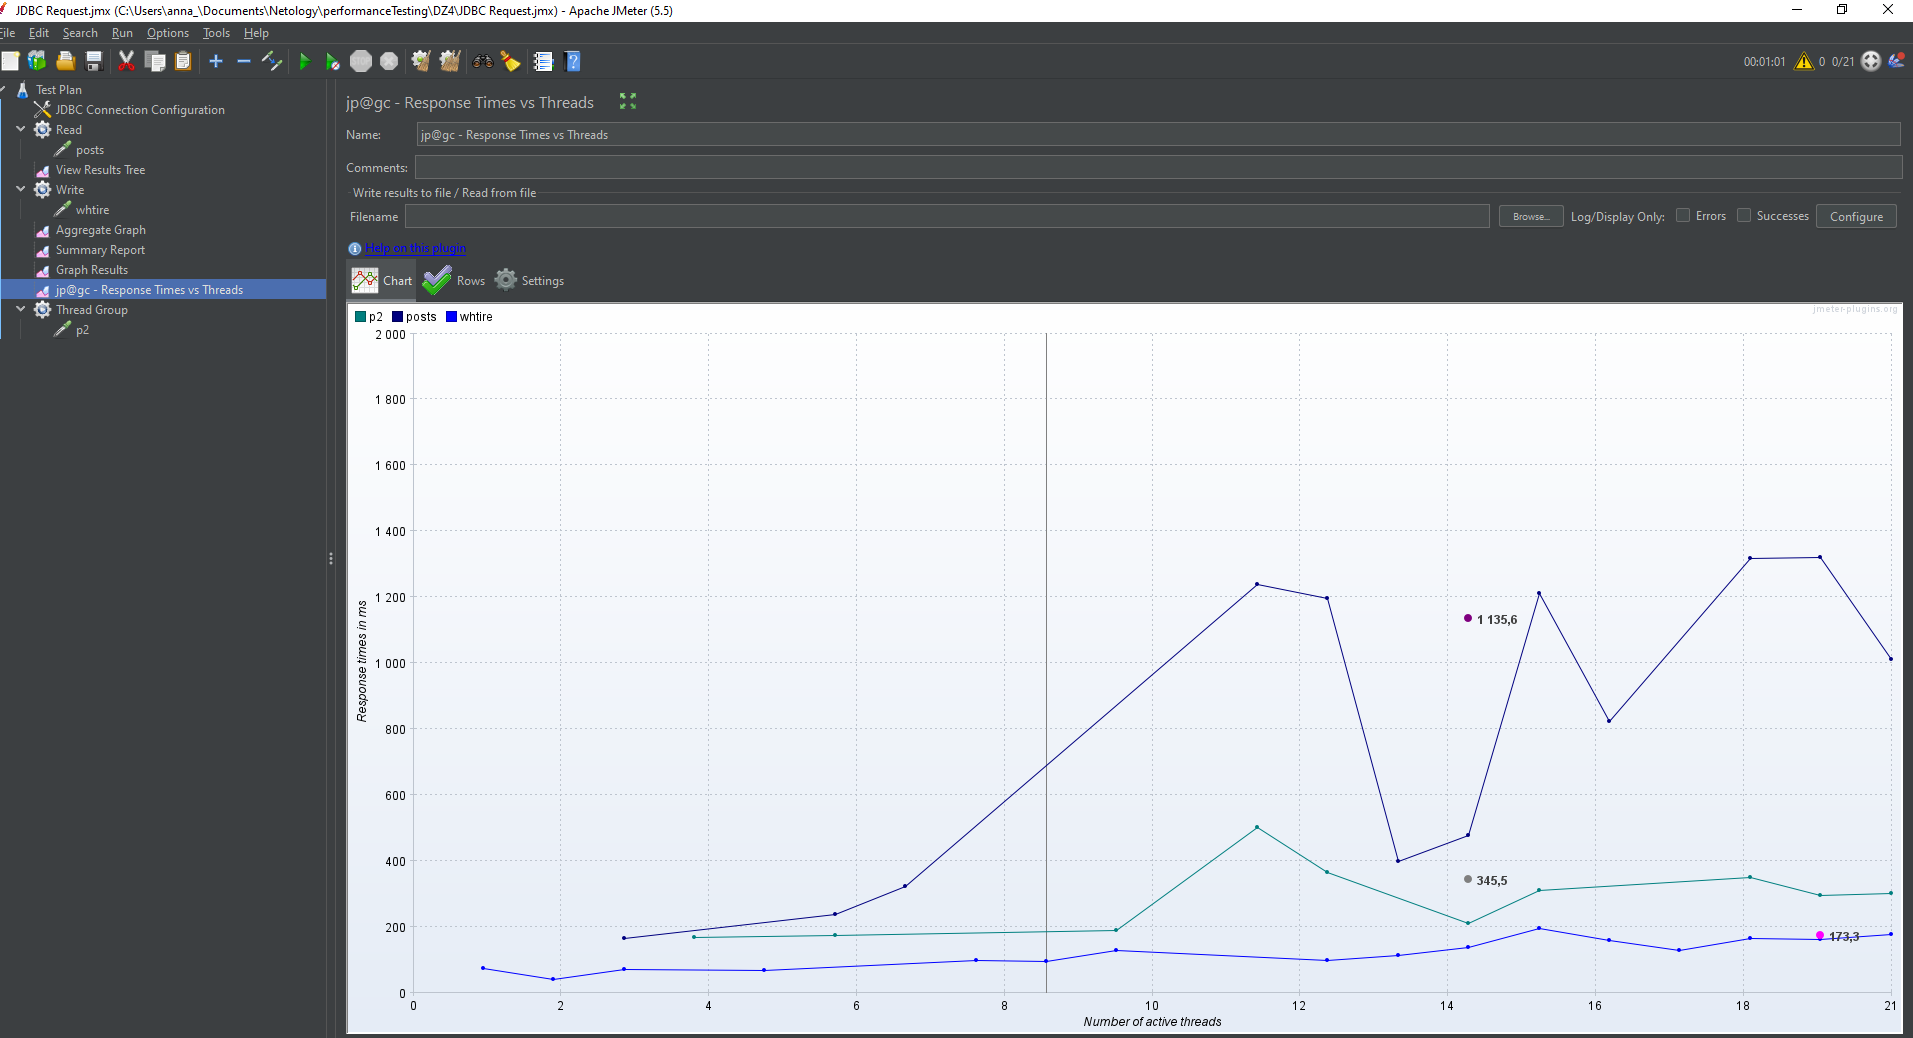 JDBC Request.jmx (C:\Users\anna_\Documents\Netology\performanceTesting\DZ4\JDBC Request.jmx) - Apache JMeter (5.5)
File Edit Search Run Options Tools Help
STOP
00:01:01 0 0/21
Test Plan
JDBC Connection Configuration
Read
posts
View Results Tree
Write
whtire
Aggregate Graph
Summary Report
Graph Results
jp@gc - Response Times vs Threads
Thread Group
p2
jp@gc - Response Times vs Threads
Name: jp@gc - Response Times vs Threads
Comments:
Write results to file / Read from file
Filename Browse... Log/Display Only: Errors Successes Configure
Help on this plugin
Chart Rows Settings
p2 posts whtire
jmeter-plugins.org
2 000
1 800
1 600
1 400
1 200
1 000
800
600
400
200
0
Response times in ms
1 135,6
345,5
173,3
0 2 4 6 8 10 12 14 16 18 21
Number of active threads